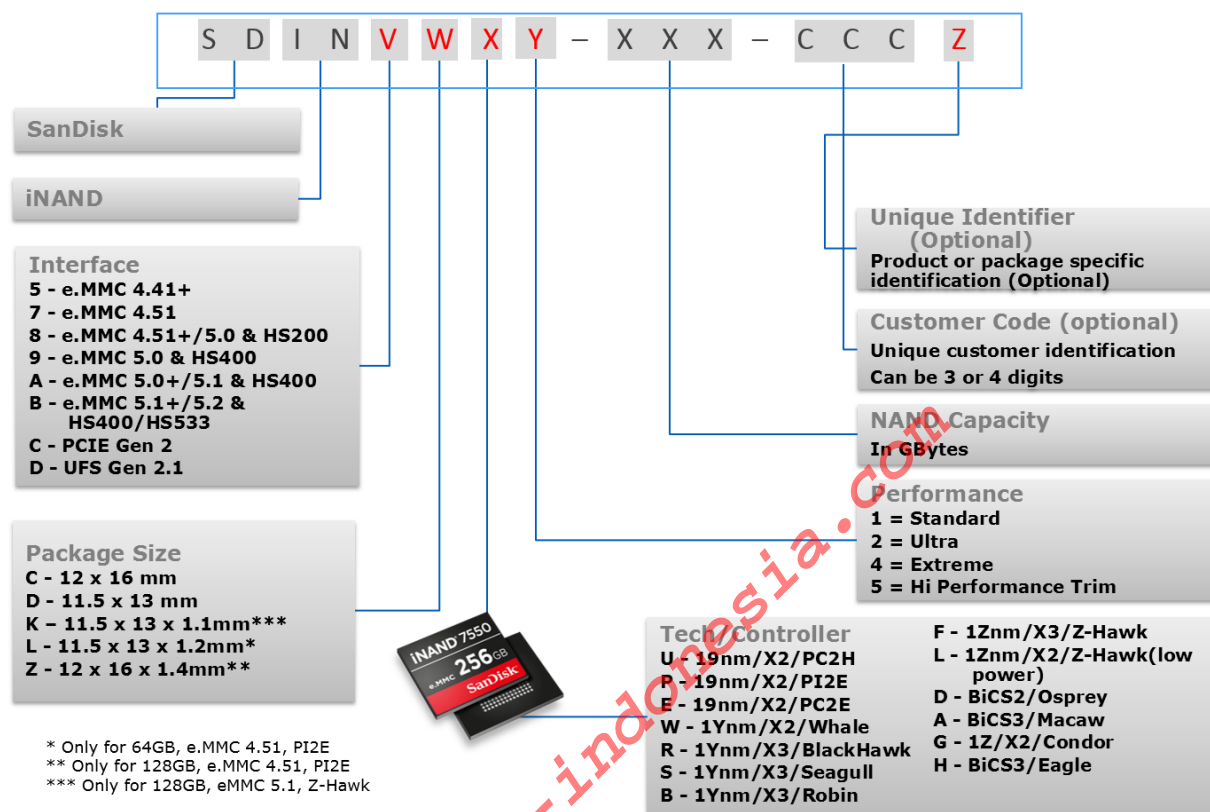 S D I N V W X Y – X X X – C C C Z
SanDisk
iNAND
Interface
5 - e.MMC 4.41+
7 - e.MMC 4.51
8 - e.MMC 4.51+/5.0 & HS200
9 - e.MMC 5.0 & HS400
A - e.MMC 5.0+/5.1 & HS400
B - e.MMC 5.1+/5.2 &
HS400/HS533
C - PCIE Gen 2
D - UFS Gen 2.1
Package Size
C - 12 x 16 mm
D - 11.5 x 13 mm
K – 11.5 x 13 x 1.1mm***
L - 11.5 x 13 x 1.2mm*
Z - 12 x 16 x 1.4mm**
* Only for 64GB, e.MMC 4.51, PI2E
** Only for 128GB, e.MMC 4.51, PI2E
*** Only for 128GB, eMMC 5.1, Z-Hawk
iNAND 7550
256GB
e.MMC
SanDisk
Unique Identifier
(Optional)
Product or package specific
identification (Optional)
Customer Code (optional)
Unique customer identification
Can be 3 or 4 digits
NAND Capacity
In GBytes
Performance
1 = Standard
2 = Ultra
4 = Extreme
5 = Hi Performance Trim
Tech/Controller
U - 19nm/X2/PC2H
P - 19nm/X2/PI2E
E - 19nm/X2/PC2E
W - 1Ynm/X2/Whale
R - 1Ynm/X3/BlackHawk
S - 1Ynm/X3/Seagull
B - 1Ynm/X3/Robin
F - 1Znm/X3/Z-Hawk
L - 1Znm/X2/Z-Hawk(low
power)
D - BiCS2/Osprey
A - BiCS3/Macaw
G - 1Z/X2/Condor
H - BiCS3/Eagle
-indonesia.com